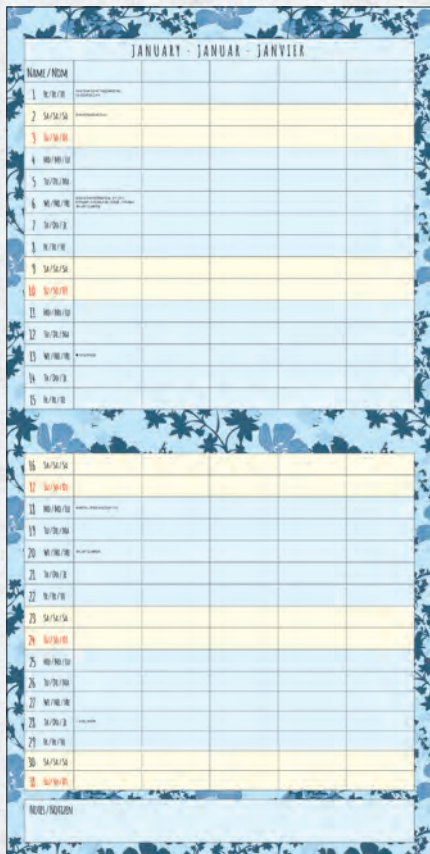 JANUARY - JANUAR - JANVIER
NAME/NOM
1 FR/FR/VE
2 SA/SA/SA
3 SU/SO/DI
4 MO/MO/LU
5 TU/DI/MA
6 WE/MI/ME
7 TH/DO/JE
8 FR/FR/VE
9 SA/SA/SA
10 SU/SO/DI
11 MO/MO/LU
12 TU/DI/MA
13 WE/MI/ME
14 TH/DO/JE
15 FR/FR/VE
16 SA/SA/SA
17 SU/SO/DI
18 MO/MO/LU
19 TU/DI/MA
20 WE/MI/ME
21 TH/DO/JE
22 FR/FR/VE
23 SA/SA/SA
24 SU/SO/DI
25 MO/MO/LU
26 TU/DI/MA
27 WE/MI/ME
28 TH/DO/JE
29 FR/FR/VE
30 SA/SA/SA
31 SU/SO/DI
NOTES/NOTIZEN